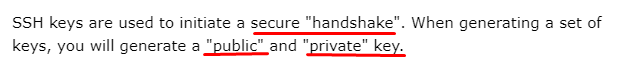 SSH keys are used to initiate a secure "handshake". When generating a set of
keys, you will generate a "public" and "private" key.